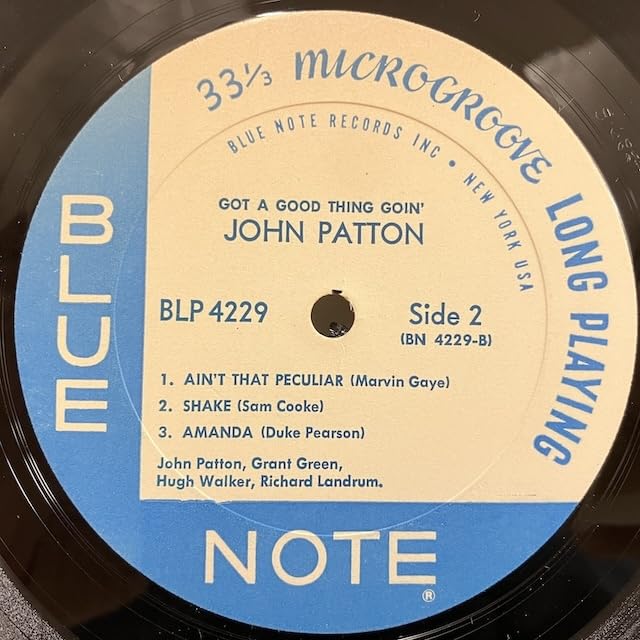 33⅓ MICROGROOVE LONG PLAYING
BLUE NOTE RECORDS INC • NEW YORK USA
GOT A GOOD THING GOIN'
JOHN PATTON
BLP 4229
Side 2
(BN 4229-B)
1. AIN'T THAT PECULIAR (Marvin Gaye)
2. SHAKE (Sam Cooke)
3. AMANDA (Duke Pearson)
John Patton, Grant Green,
Hugh Walker, Richard Landrum.
BLUE
NOTE®